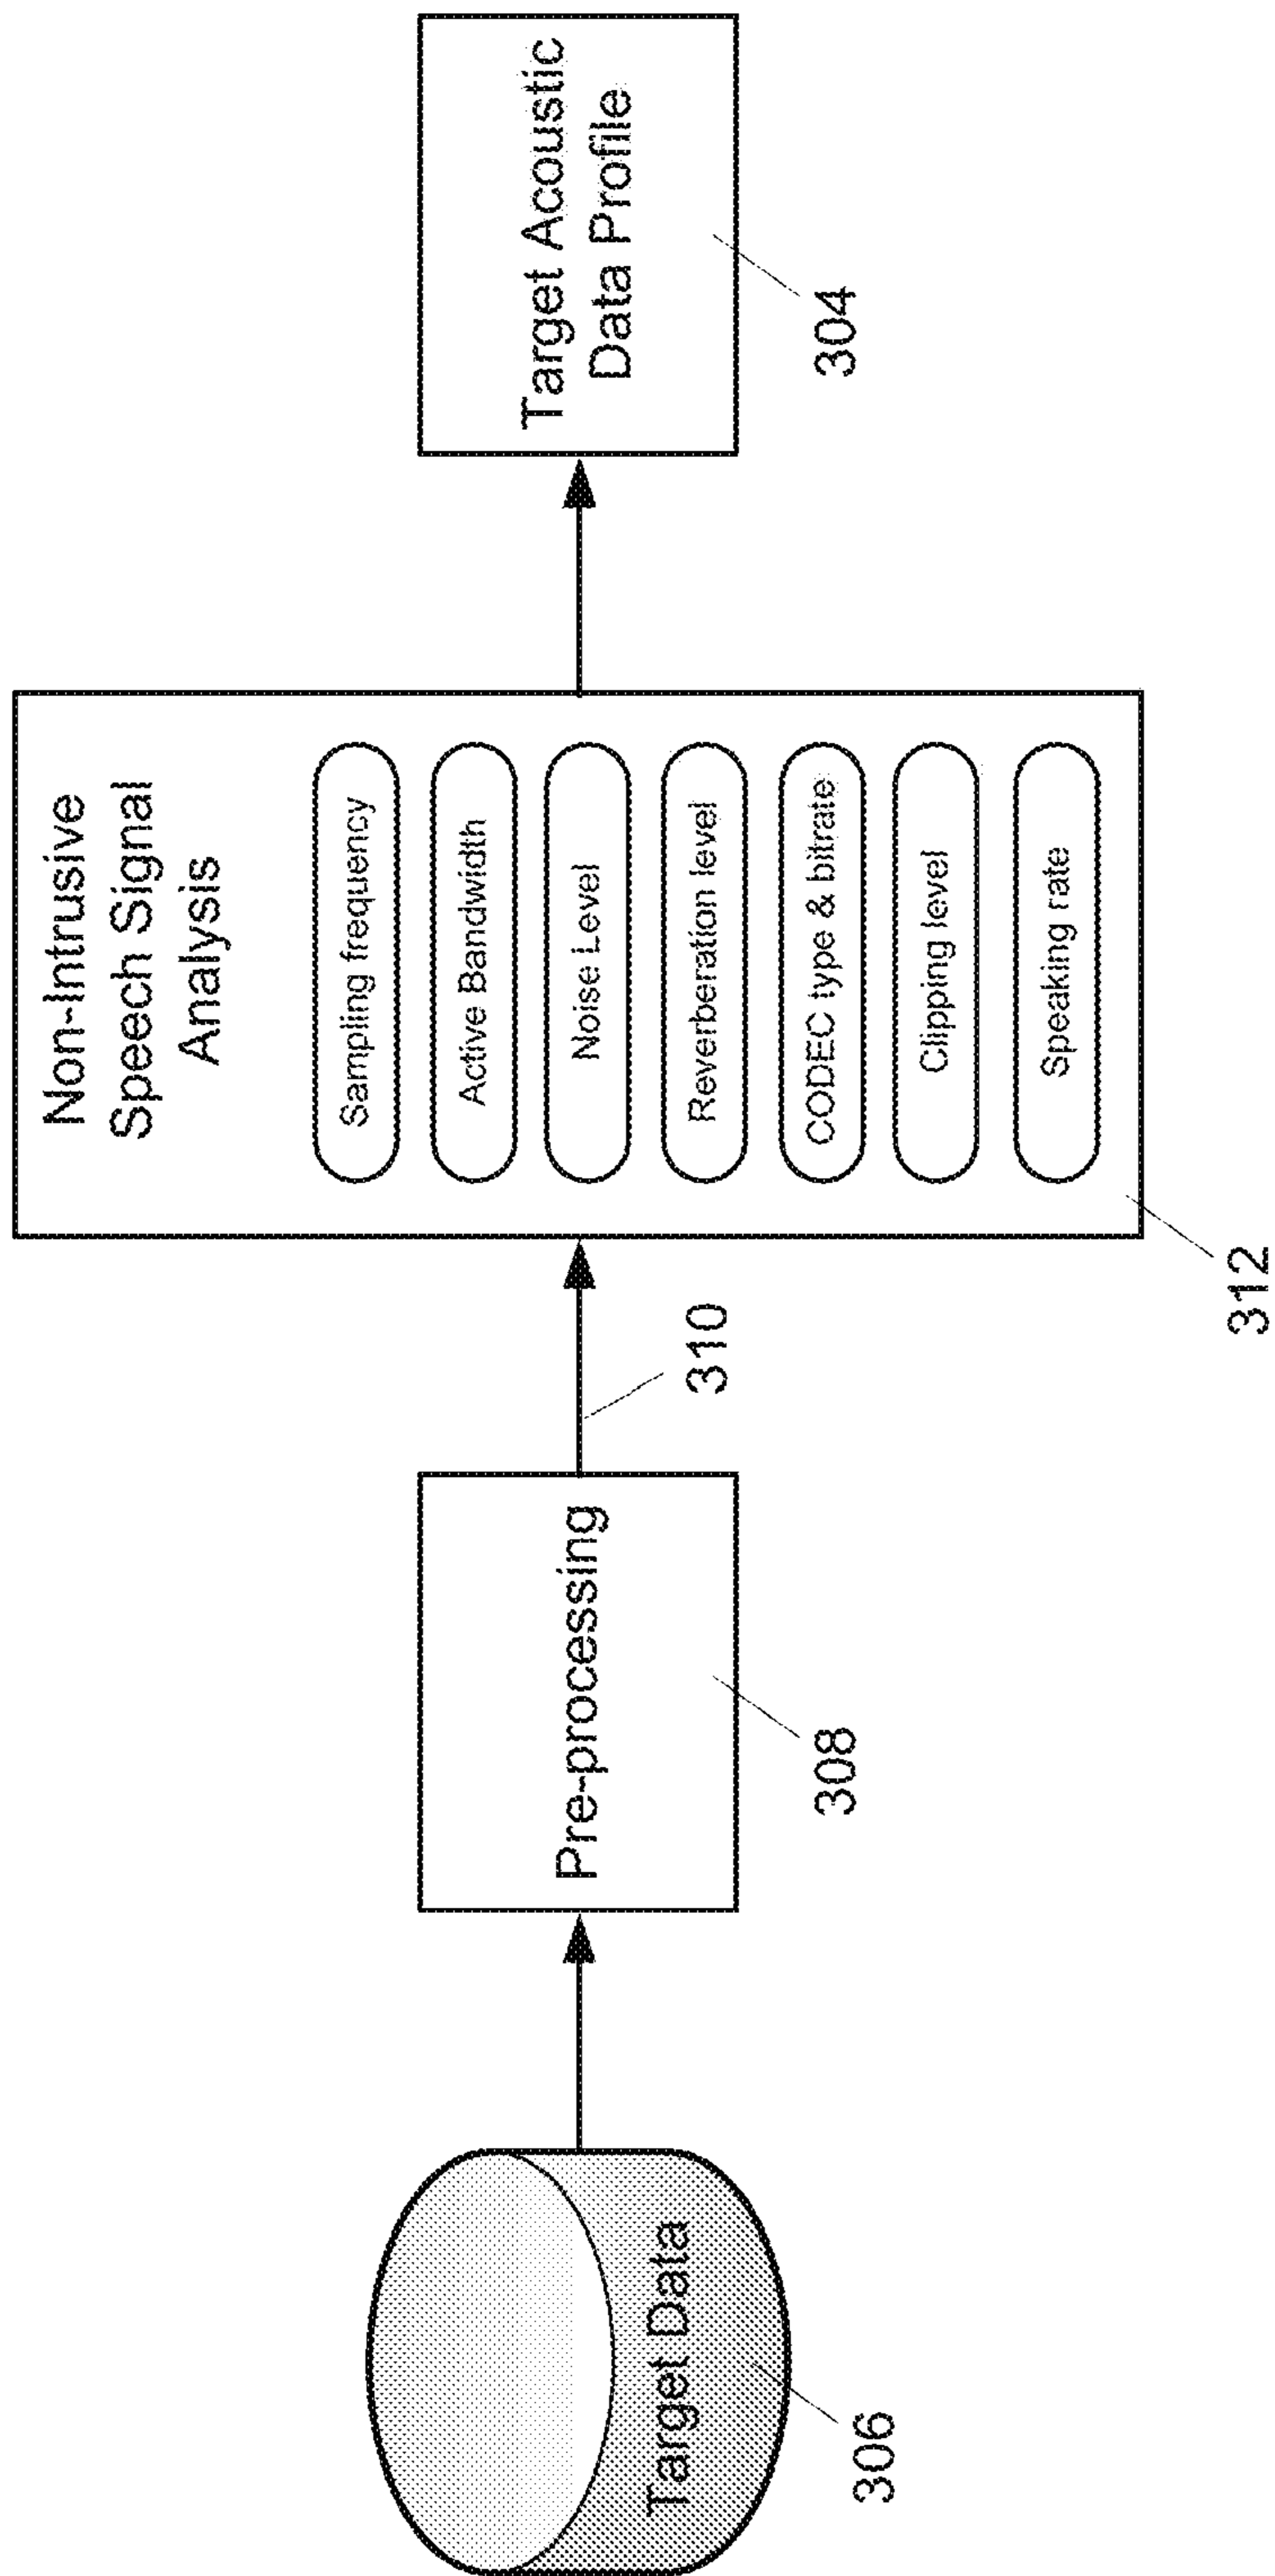 Target Data
306
Pre-processing
308
310
Non-Intrusive
Speech Signal
Analysis
Sampling frequency
Active Bandwidth
Noise Level
Reverberation level
CODEC type & bitrate
Clipping level
Speaking rate
312
Target Acoustic
Data Profile
304